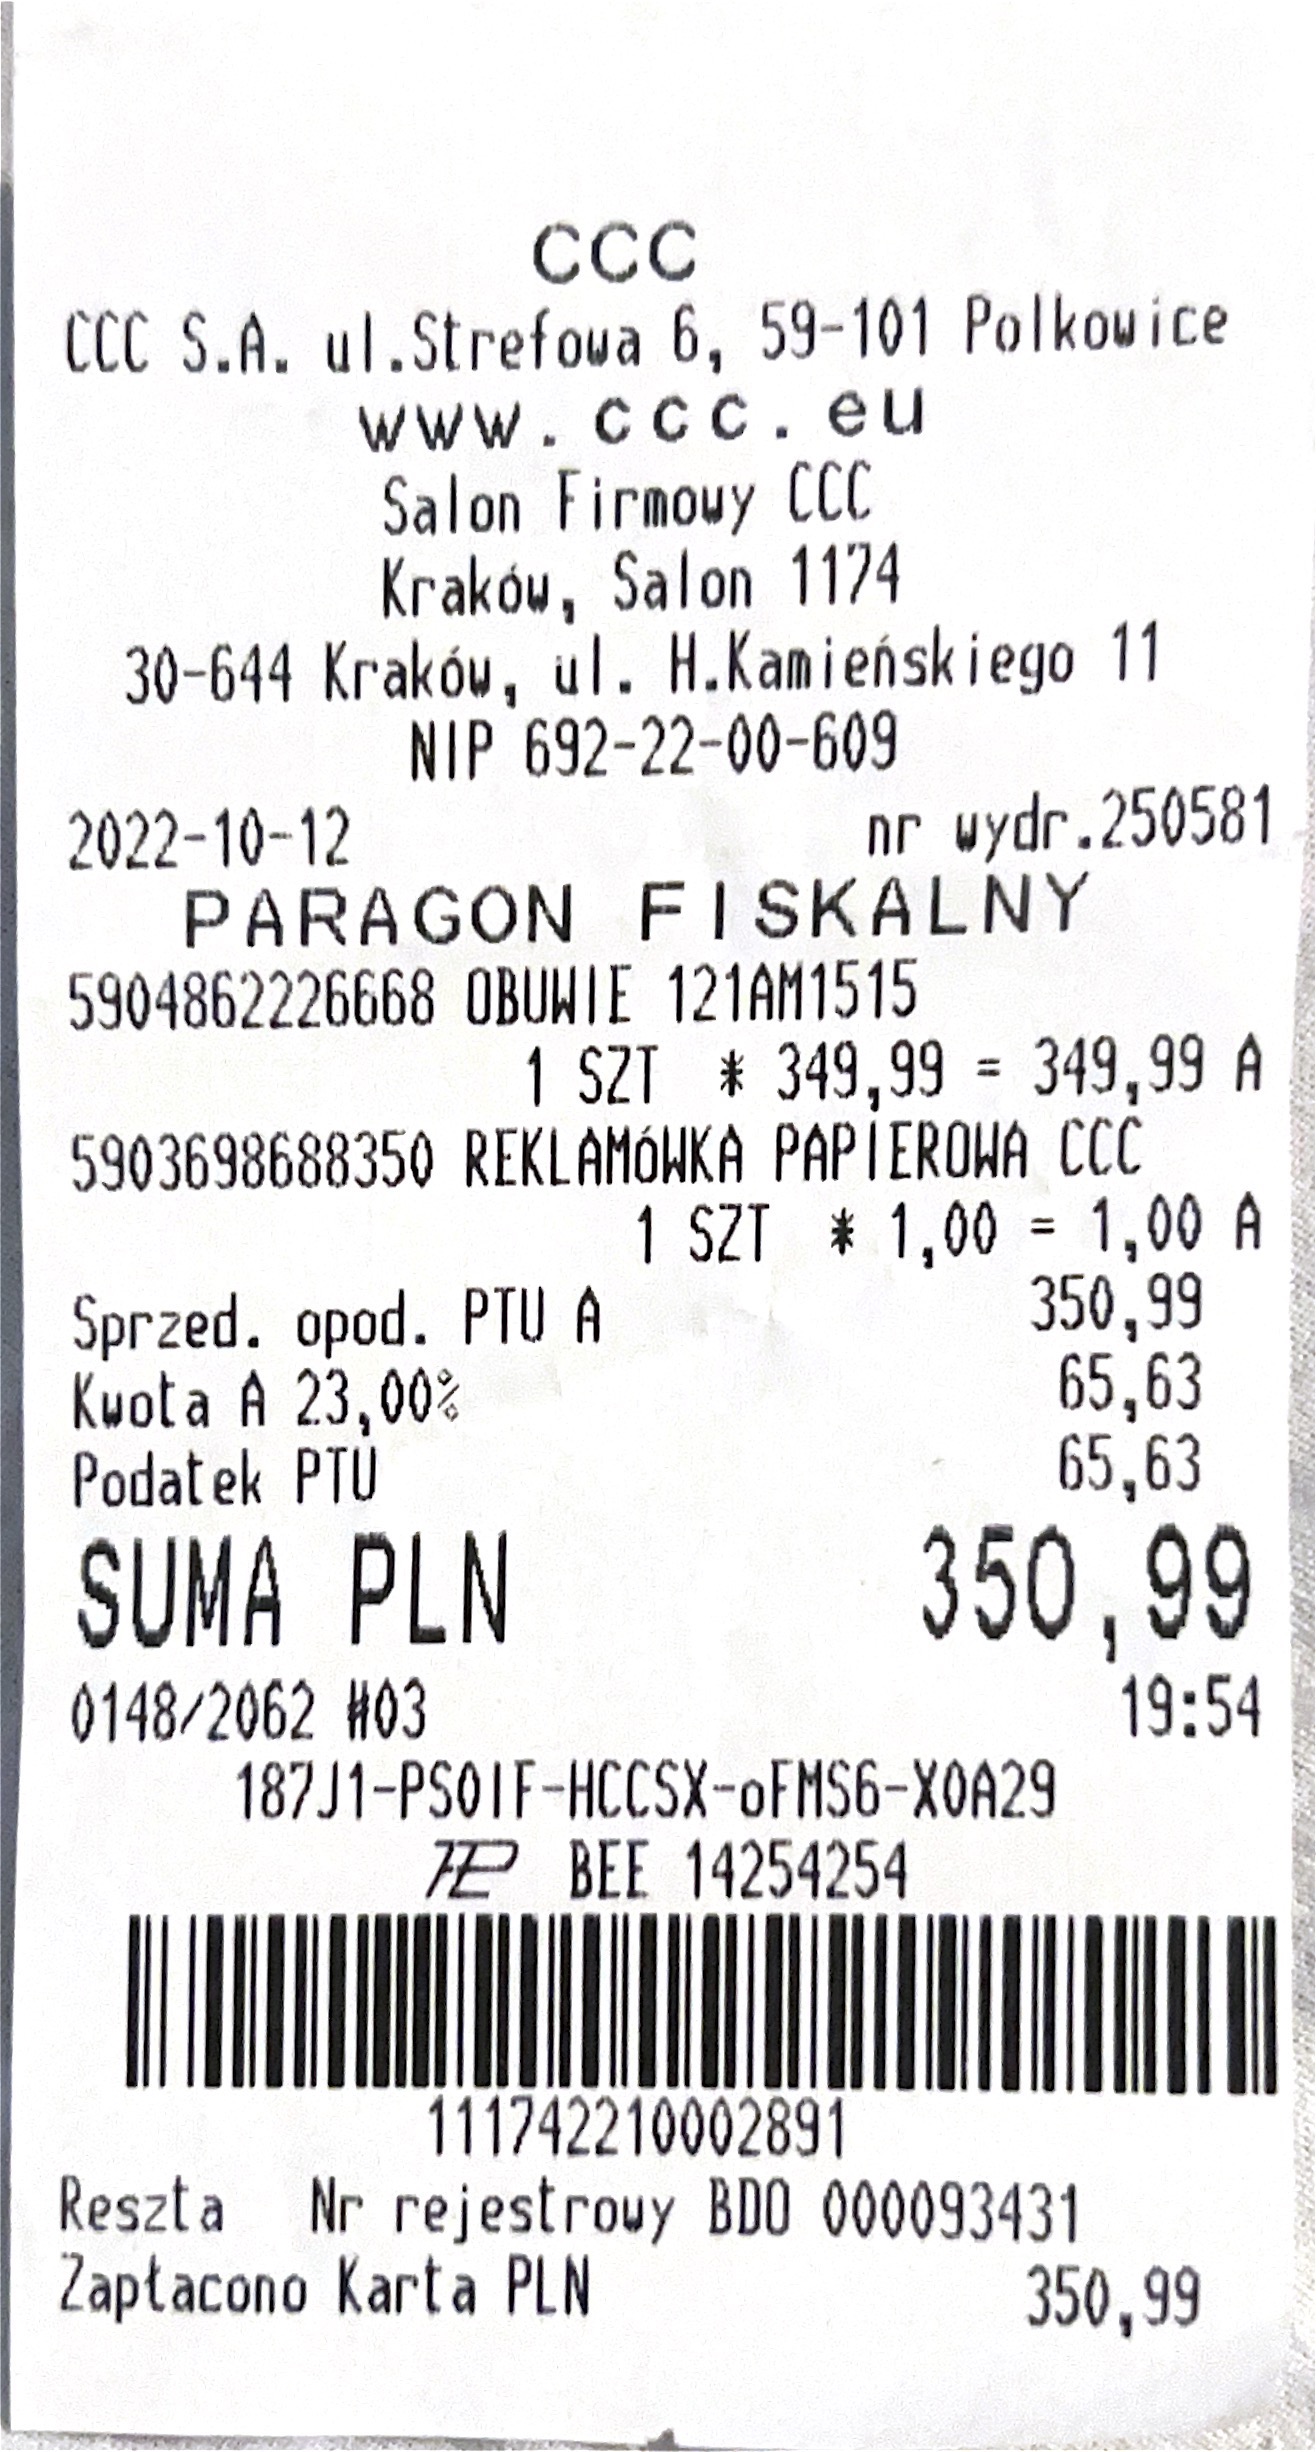 CCC
CCC S.A. ul.Strefowa 6, 59-101 Polkowice
www.ccc.eu
Salon Firmowy CCC
Kraków, Salon 1174
30-644 Kraków, ul. H.Kamieńskiego 11
NIP 692-22-00-609
2022-10-12 nr wydr.250581
PARAGON FISKALNY
5904862226668 OBUWIE 121AM1515
1 SZT * 349,99 = 349,99 A
5903698688350 REKLAMÓWKA PAPIEROWA CCC
1 SZT * 1,00 = 1,00 A
Sprzed. opod. PTU A 350,99
Kwota A 23,00% 65,63
Podatek PTU 65,63
SUMA PLN 350,99
0148/2062 #03 19:54
187J1-PS0IF-HCCSX-oFMS6-X0A29
BEE 14254254
111742210002891
Reszta Nr rejestrowy BDO 000093431
Zapłacono Karta PLN 350,99